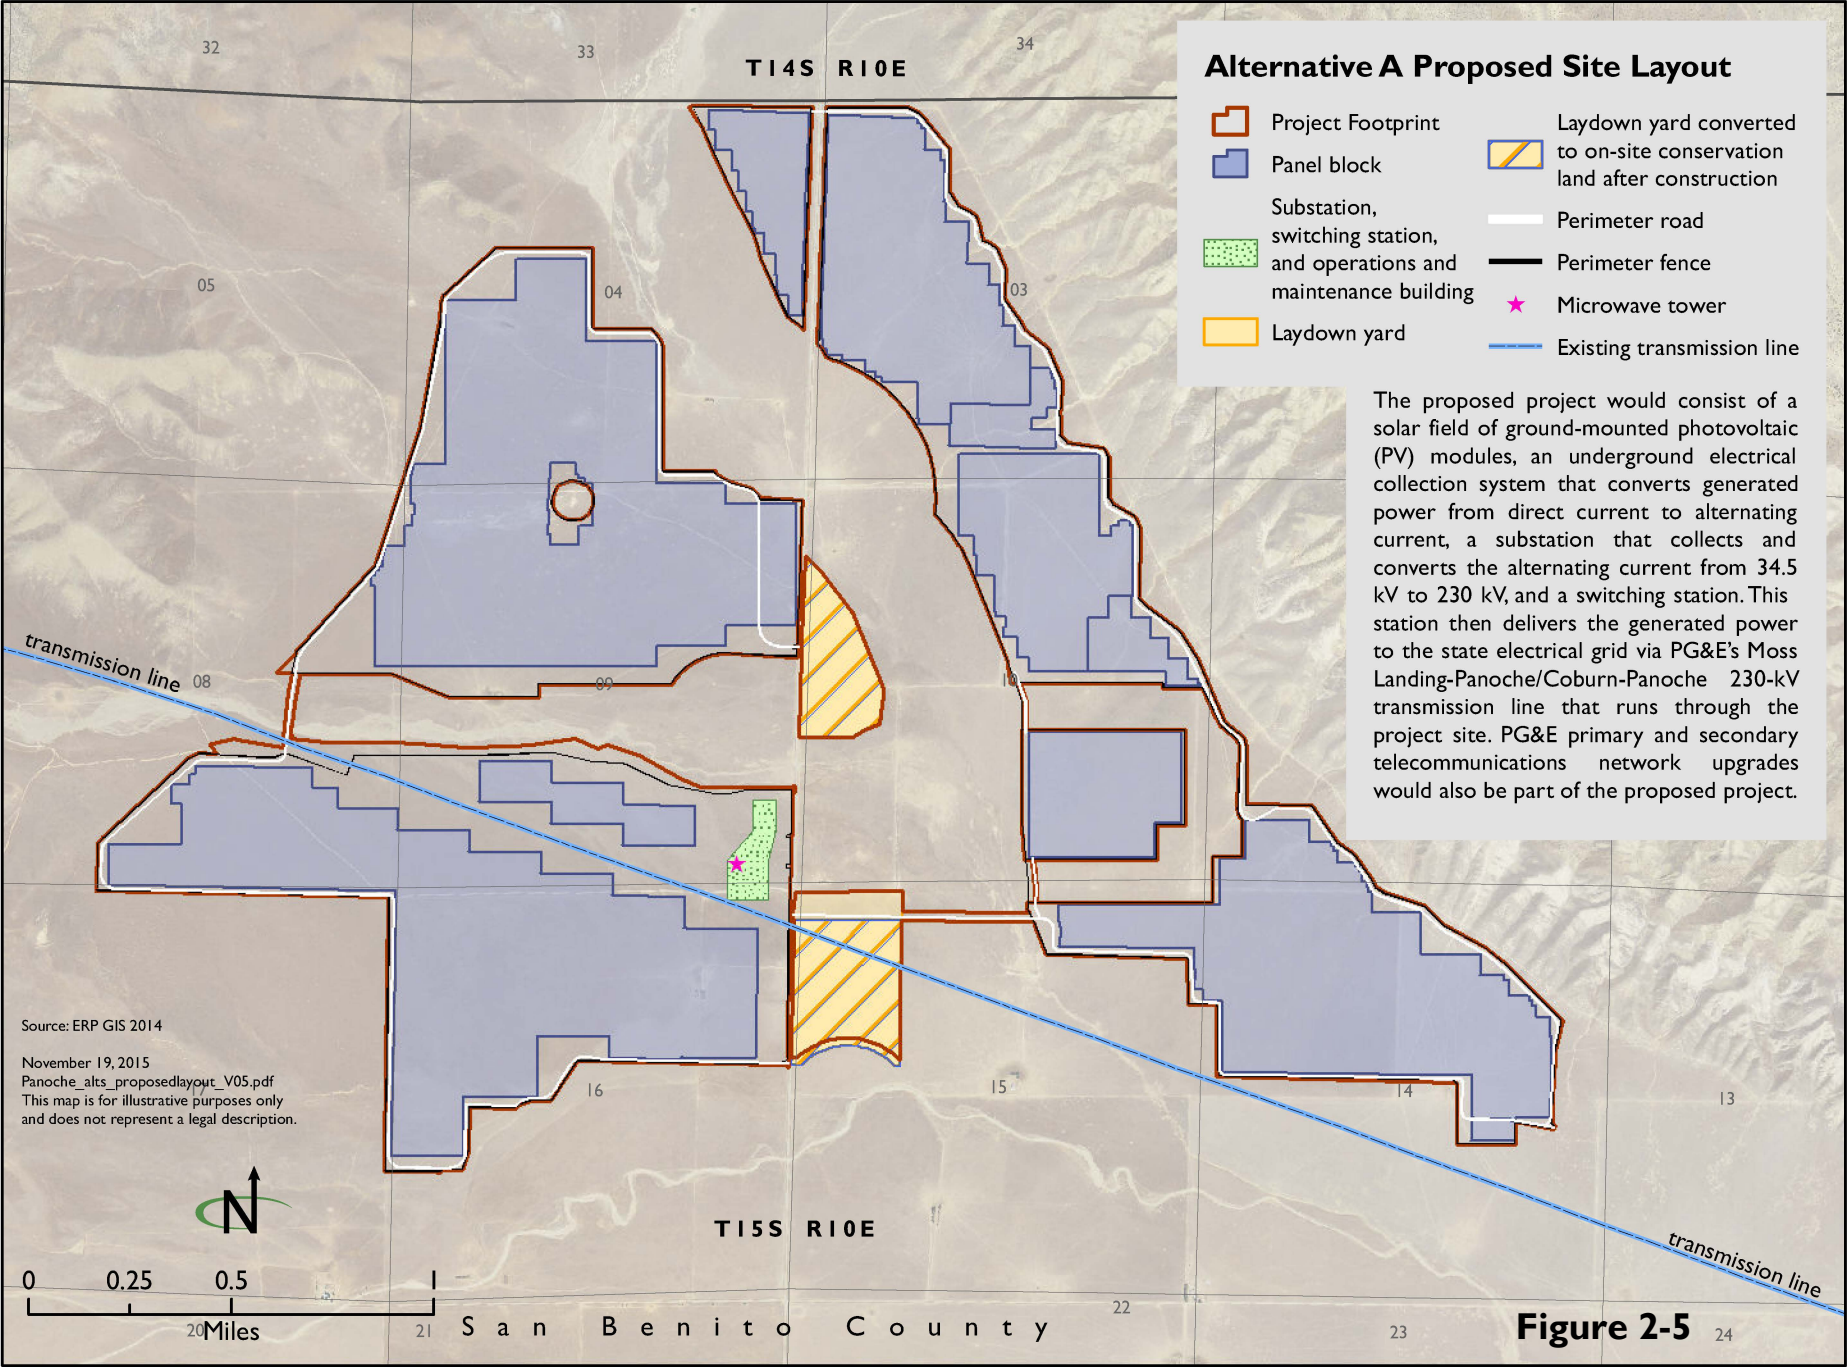 32
33
34
T14S R10E
Alternative A Proposed Site Layout
Project Footprint
Panel block
Substation,
switching station,
and operations and
maintenance building
Laydown yard
Laydown yard converted
to on-site conservation
land after construction
Perimeter road
Perimeter fence
Microwave tower
Existing transmission line
The proposed project would consist of a
solar field of ground-mounted photovoltaic
(PV) modules, an underground electrical
collection system that converts generated
power from direct current to alternating
current, a substation that collects and
converts the alternating current from 34.5
kV to 230 kV, and a switching station. This
station then delivers the generated power
to the state electrical grid via PG&E's Moss
Landing-Panoche/Coburn-Panoche 230-kV
transmission line that runs through the
project site. PG&E primary and secondary
telecommunications network upgrades
would also be part of the proposed project.
05
04
03
transmission line
08
09
10
Source: ERP GIS 2014
November 19, 2015
Panoche_alts_proposedlayout_V05.pdf
This map is for illustrative purposes only
and does not represent a legal description.
17
16
15
14
13
N
T15S R10E
transmission line
0 0.25 0.5 1
Miles
20
21
San Benito County
22
23
Figure 2-5
24